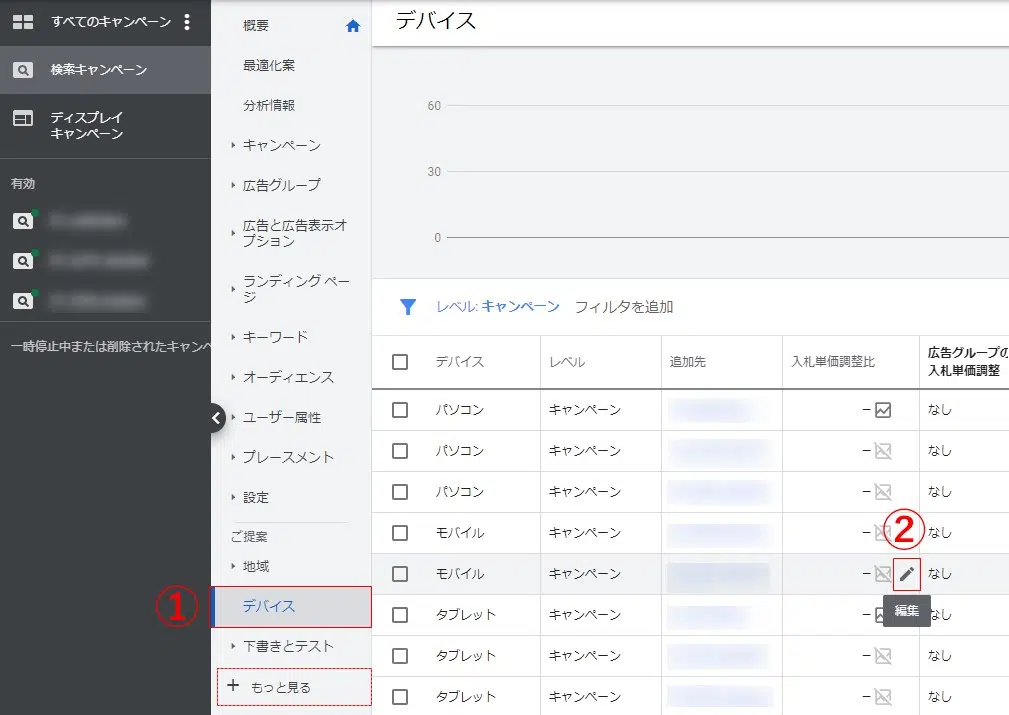 すべてのキャンペーン
検索キャンペーン
ディスプレイ
キャンペーン
有効
一時停止中または削除されたキャンペ
概要
最適化案
分析情報
キャンペーン
広告グループ
広告と広告表示オ
プション
ランディング ペー
ジ
キーワード
オーディエンス
ユーザー属性
プレースメント
設定
ご提案
地域
① デバイス
下書きとテスト
+ もっと見る
デバイス
60
30
0
レベル: キャンペーン フィルタを追加
デバイス レベル 追加先 入札単価調整比 広告グループの
入札単価調整
パソコン キャンペーン – なし
パソコン キャンペーン – なし
パソコン キャンペーン – なし
モバイル キャンペーン – なし
②
モバイル キャンペーン – なし
編集
タブレット キャンペーン – なし
タブレット キャンペーン – なし
タブレット キャンペーン – なし